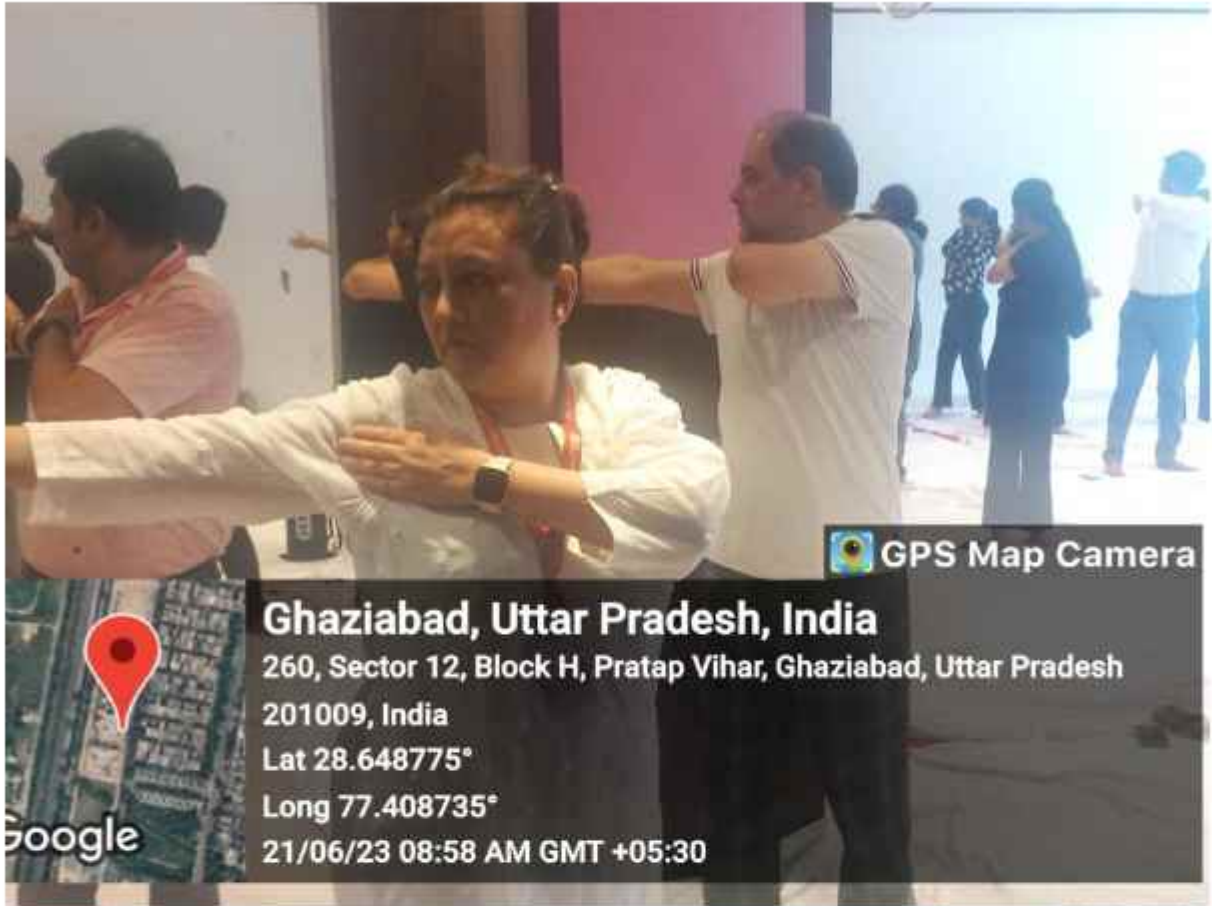 GPS Map Camera
Ghaziabad, Uttar Pradesh, India
260, Sector 12, Block H, Pratap Vihar, Ghaziabad, Uttar Pradesh
201009, India
Lat 28.648775°
Long 77.408735°
21/06/23 08:58 AM GMT +05:30
Google